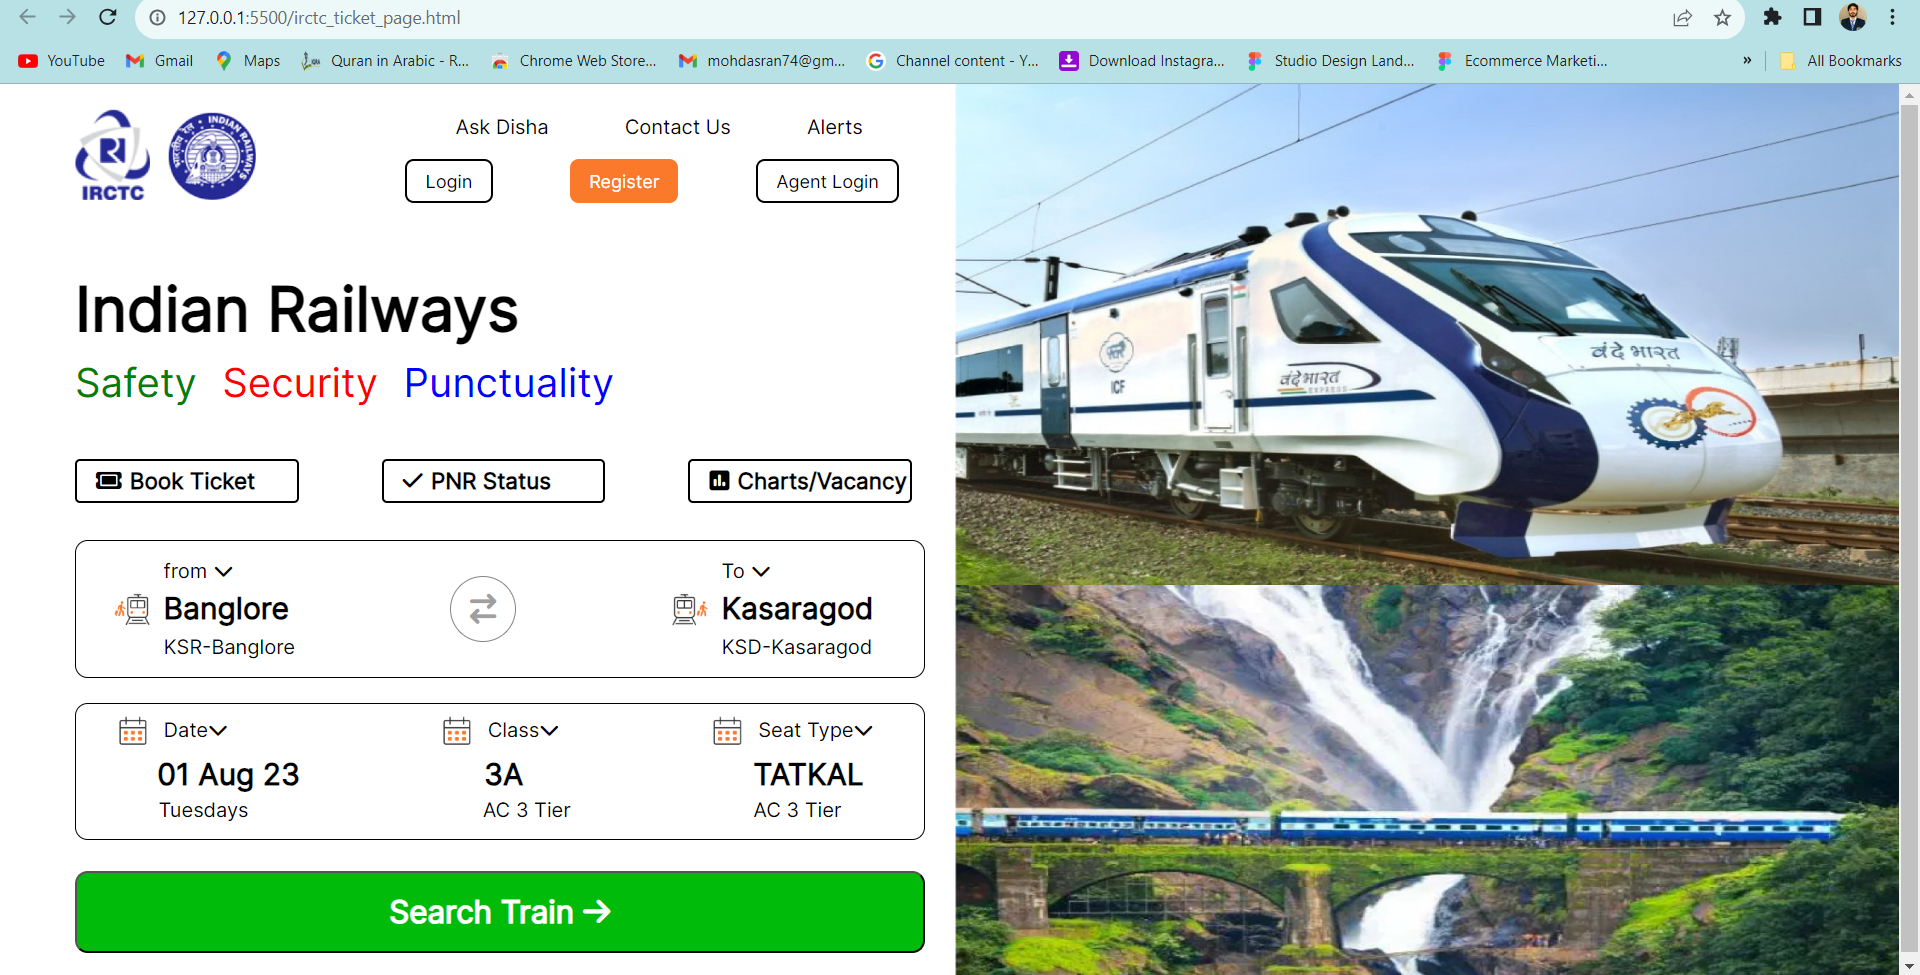 127.0.0.1:5500/irctc_ticket_page.html
YouTube Gmail Maps Quran in Arabic - R... Chrome Web Store... mohdasran74@gm... Channel content - Y... Download Instagra... Studio Design Land... Ecommerce Marketi... » All Bookmarks
IRCTC
INDIAN RAILWAYS
भारतीय रेल
Ask Disha Contact Us Alerts
Login Register Agent Login
Indian Railways
Safety Security Punctuality
Book Ticket PNR Status Charts/Vacancy
from To
Banglore Kasaragod
KSR-Banglore KSD-Kasaragod
Date Class Seat Type
01 Aug 23 3A TATKAL
Tuesdays AC 3 Tier AC 3 Tier
Search Train
ICF
वंदे भारत
EXPRESS
वंदे भारत